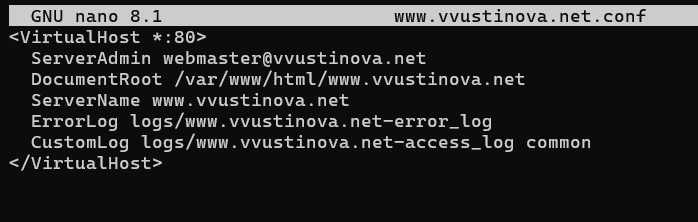 GNU nano 8.1 www.vvustinova.net.conf
<VirtualHost *:80>
  ServerAdmin webmaster@vvustinova.net
  DocumentRoot /var/www/html/www.vvustinova.net
  ServerName www.vvustinova.net
  ErrorLog logs/www.vvustinova.net-error_log
  CustomLog logs/www.vvustinova.net-access_log common
</VirtualHost>